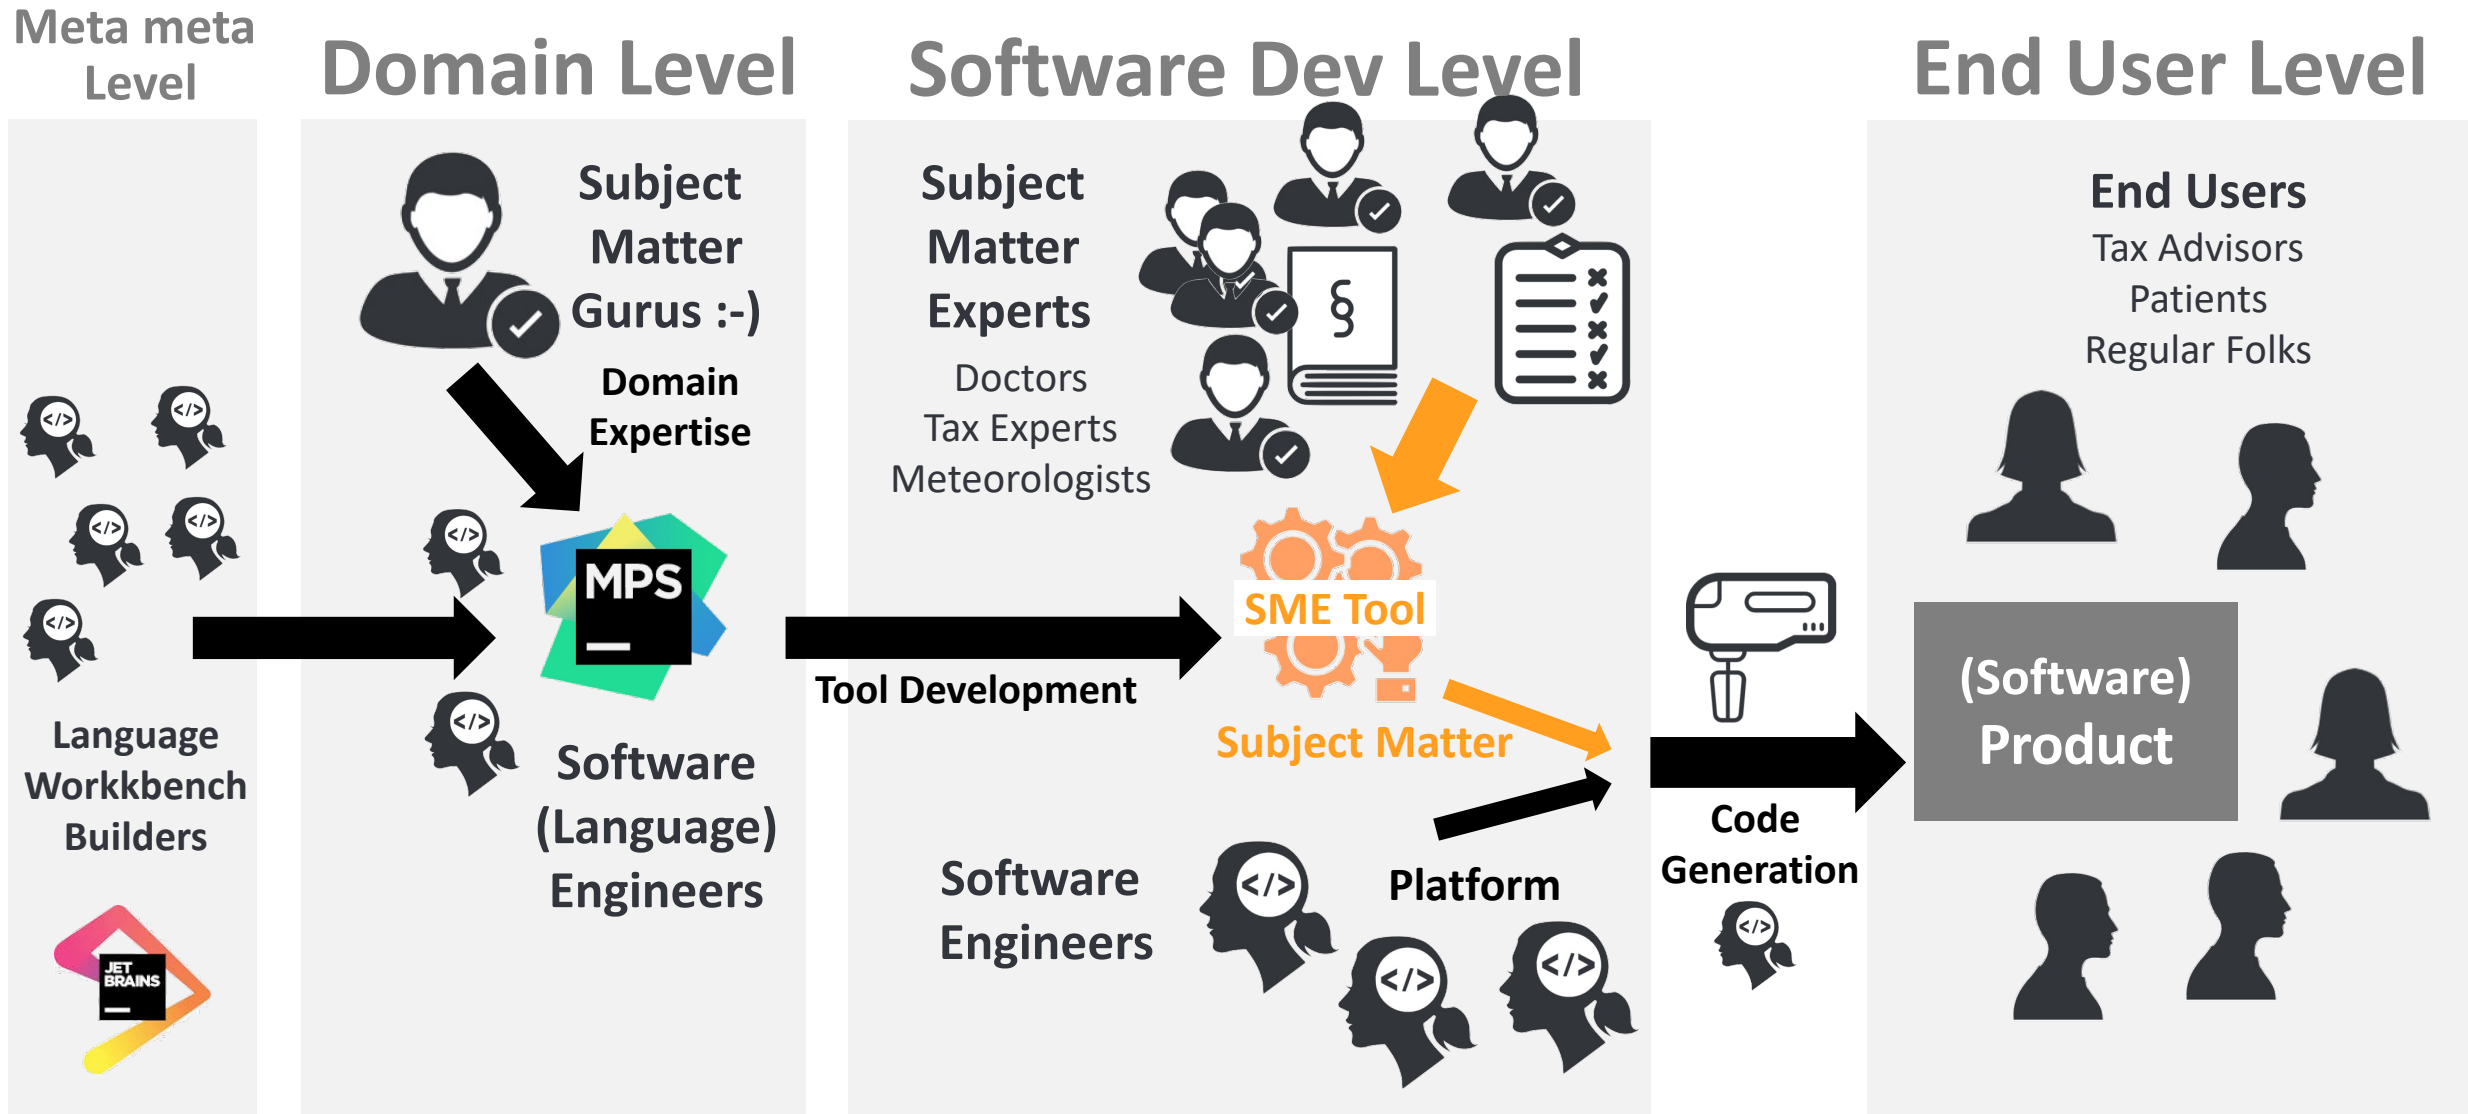 Meta meta
Level
Domain Level
Software Dev Level
End User Level
Language
Workkbench
Builders
JET
BRAINS
Subject
Matter
Gurus :-)
Domain
Expertise
MPS
Software
(Language)
Engineers
Tool Development
Subject
Matter
Experts
Doctors
Tax Experts
Meteorologists
§
SME Tool
Subject Matter
Software
Engineers
Platform
Code
Generation
End Users
Tax Advisors
Patients
Regular Folks
(Software)
Product
</>
</>
</>
</>
</>
</>
</>
</>
</>
</>
</>